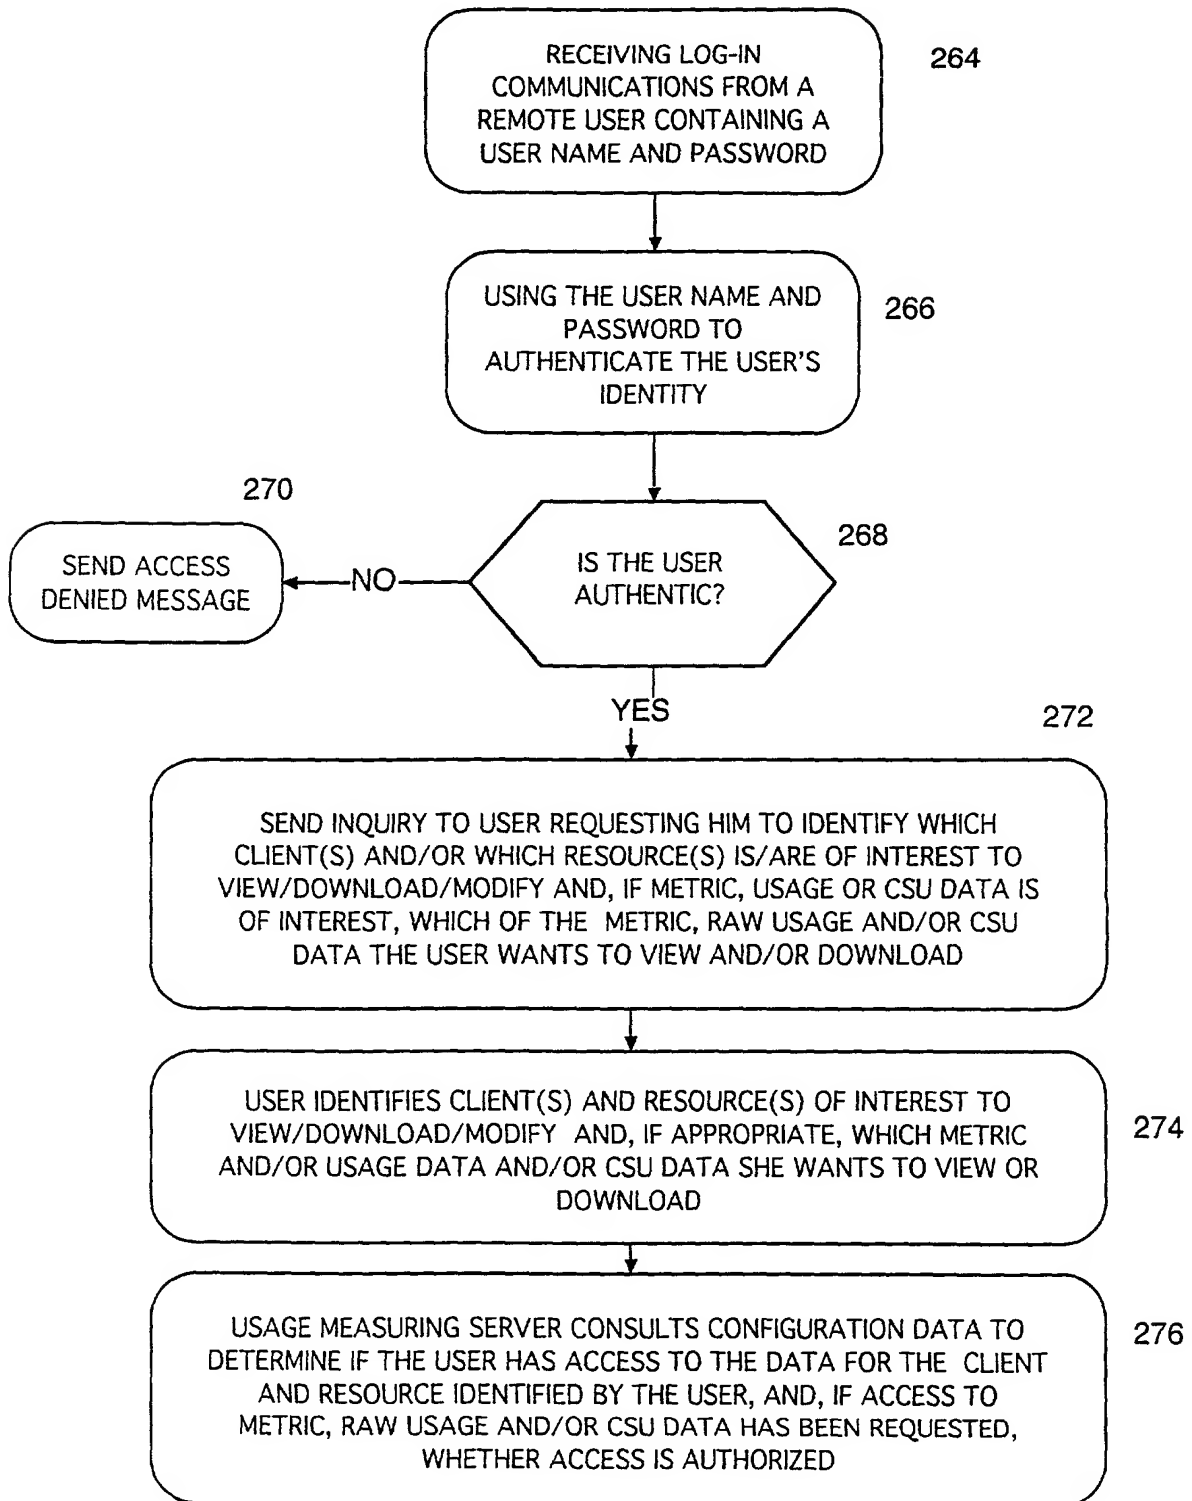 RECEIVING LOG-IN
COMMUNICATIONS FROM A
REMOTE USER CONTAINING A
USER NAME AND PASSWORD
264
USING THE USER NAME AND
PASSWORD TO
AUTHENTICATE THE USER'S
IDENTITY
266
270
SEND ACCESS
DENIED MESSAGE
NO
IS THE USER
AUTHENTIC?
268
YES
272
SEND INQUIRY TO USER REQUESTING HIM TO IDENTIFY WHICH
CLIENT(S) AND/OR WHICH RESOURCE(S) IS/ARE OF INTEREST TO
VIEW/DOWNLOAD/MODIFY AND, IF METRIC, USAGE OR CSU DATA IS
OF INTEREST, WHICH OF THE METRIC, RAW USAGE AND/OR CSU
DATA THE USER WANTS TO VIEW AND/OR DOWNLOAD
USER IDENTIFIES CLIENT(S) AND RESOURCE(S) OF INTEREST TO
VIEW/DOWNLOAD/MODIFY AND, IF APPROPRIATE, WHICH METRIC
AND/OR USAGE DATA AND/OR CSU DATA SHE WANTS TO VIEW OR
DOWNLOAD
274
USAGE MEASURING SERVER CONSULTS CONFIGURATION DATA TO
DETERMINE IF THE USER HAS ACCESS TO THE DATA FOR THE CLIENT
AND RESOURCE IDENTIFIED BY THE USER, AND, IF ACCESS TO
METRIC, RAW USAGE AND/OR CSU DATA HAS BEEN REQUESTED,
WHETHER ACCESS IS AUTHORIZED
276